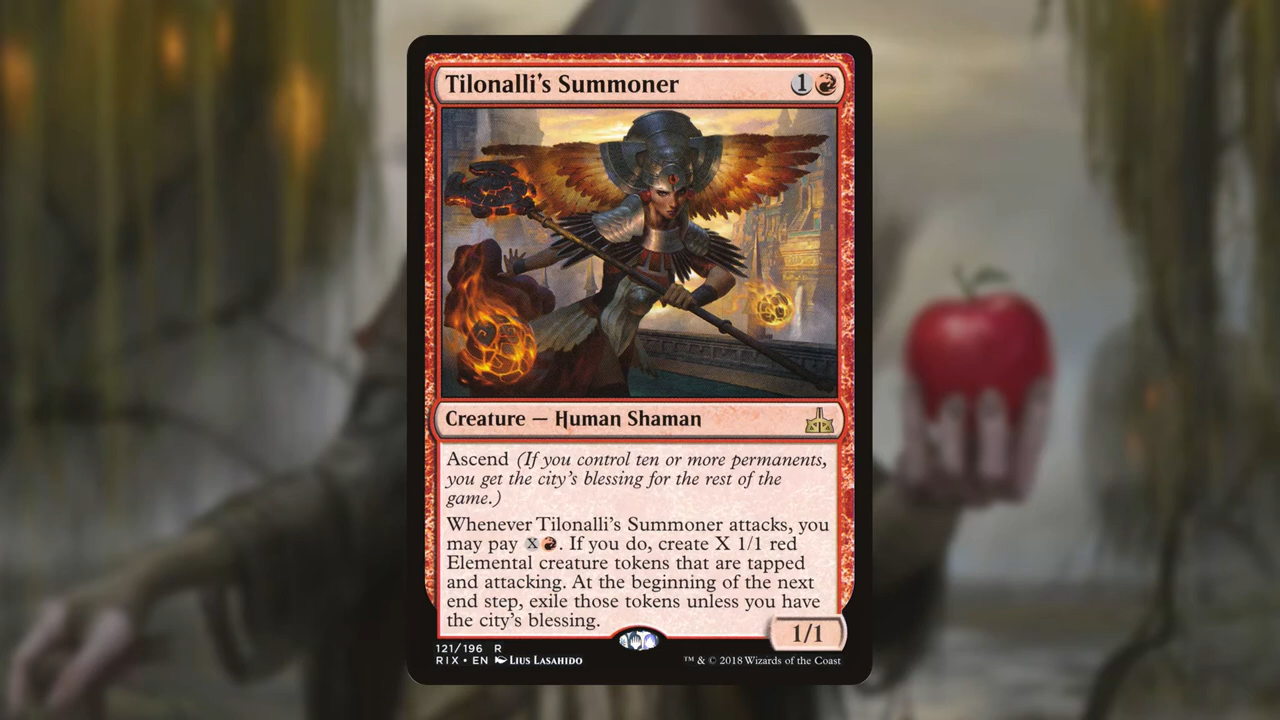 Tilonalli's Summoner 1
Creature — Human Shaman
Ascend (If you control ten or more permanents,
you get the city's blessing for the rest of the
game.)
Whenever Tilonalli's Summoner attacks, you
may pay X. If you do, create X 1/1 red
Elemental creature tokens that are tapped
and attacking. At the beginning of the next
end step, exile those tokens unless you have
the city's blessing.
1/1
121/196 R
RIX • EN Lius Lasahido
™ & © 2018 Wizards of the Coast